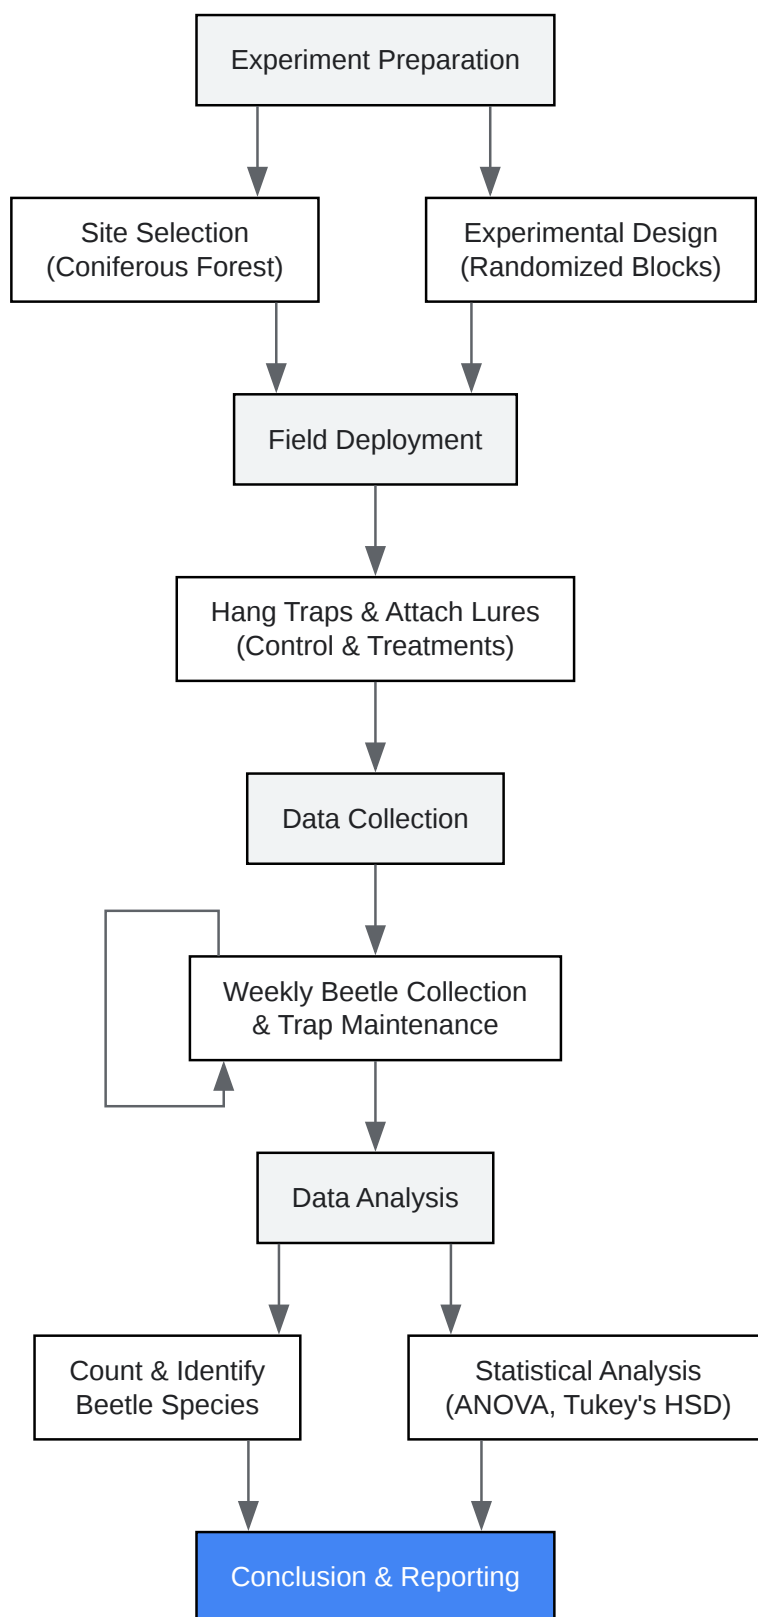 Experiment Preparation
Site Selection
(Coniferous Forest)
Experimental Design
(Randomized Blocks)
Field Deployment
Hang Traps & Attach Lures
(Control & Treatments)
Data Collection
Weekly Beetle Collection
& Trap Maintenance
Data Analysis
Count & Identify
Beetle Species
Statistical Analysis
(ANOVA, Tukey's HSD)
Conclusion & Reporting